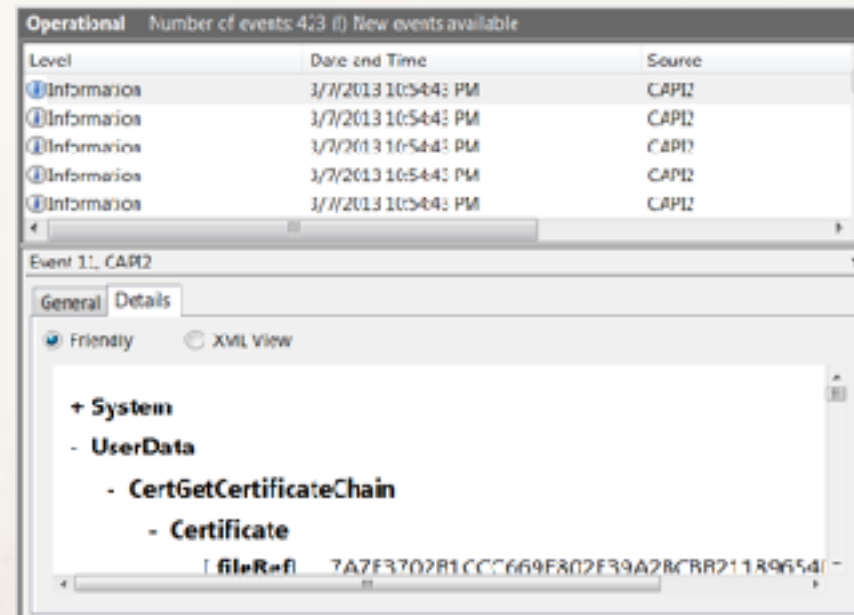 Operational Number of events: 423 (!) New events available
Level Date and Time Source
Information 3/7/2013 10:54:43 PM CAPI2
Information 3/7/2013 10:54:43 PM CAPI2
Information 3/7/2013 10:54:43 PM CAPI2
Information 3/7/2013 10:54:43 PM CAPI2
Information 3/7/2013 10:54:43 PM CAPI2
Event 11, CAPI2
General Details
Friendly XML View
+ System
- UserData
- CertGetCertificateChain
- Certificate
[ fileRef]